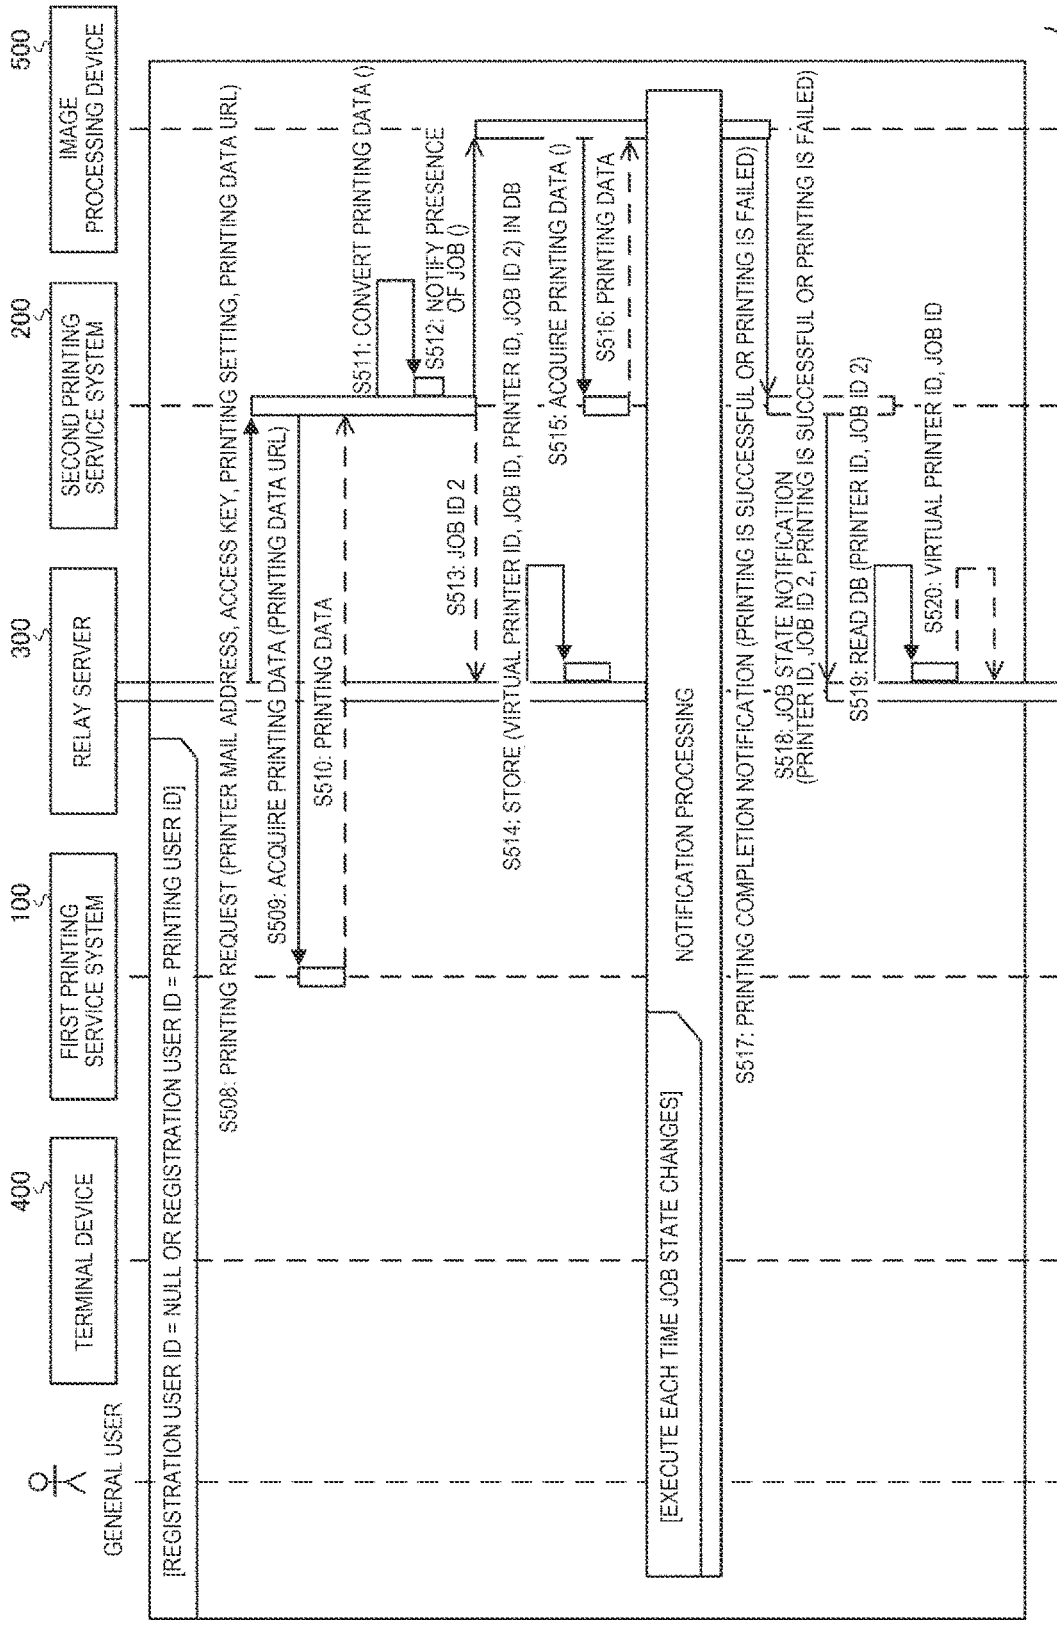 GENERAL USER
400
TERMINAL DEVICE
100
FIRST PRINTING
SERVICE SYSTEM
300
RELAY SERVER
200
SECOND PRINTING
SERVICE SYSTEM
500
IMAGE
PROCESSING DEVICE
[REGISTRATION USER ID = NULL OR REGISTRATION USER ID = PRINTING USER ID]
S508: PRINTING REQUEST (PRINTER MAIL ADDRESS, ACCESS KEY, PRINTING SETTING, PRINTING DATA URL)
S509: ACQUIRE PRINTING DATA (PRINTING DATA URL)
S510: PRINTING DATA
S511: CONVERT PRINTING DATA ()
S512: NOTIFY PRESENCE
OF JOB ()
S513: JOB ID 2
S514: STORE (VIRTUAL PRINTER ID, JOB ID, PRINTER ID, JOB ID 2) IN DB
S515: ACQUIRE PRINTING DATA ()
S516: PRINTING DATA
NOTIFICATION PROCESSING
[EXECUTE EACH TIME JOB STATE CHANGES]
S517: PRINTING COMPLETION NOTIFICATION (PRINTING IS SUCCESSFUL OR PRINTING IS FAILED)
S518: JOB STATE NOTIFICATION
(PRINTER ID, JOB ID 2, PRINTING IS SUCCESSFUL OR PRINTING IS FAILED)
S519: READ DB (PRINTER ID, JOB ID 2)
S520: VIRTUAL PRINTER ID, JOB ID